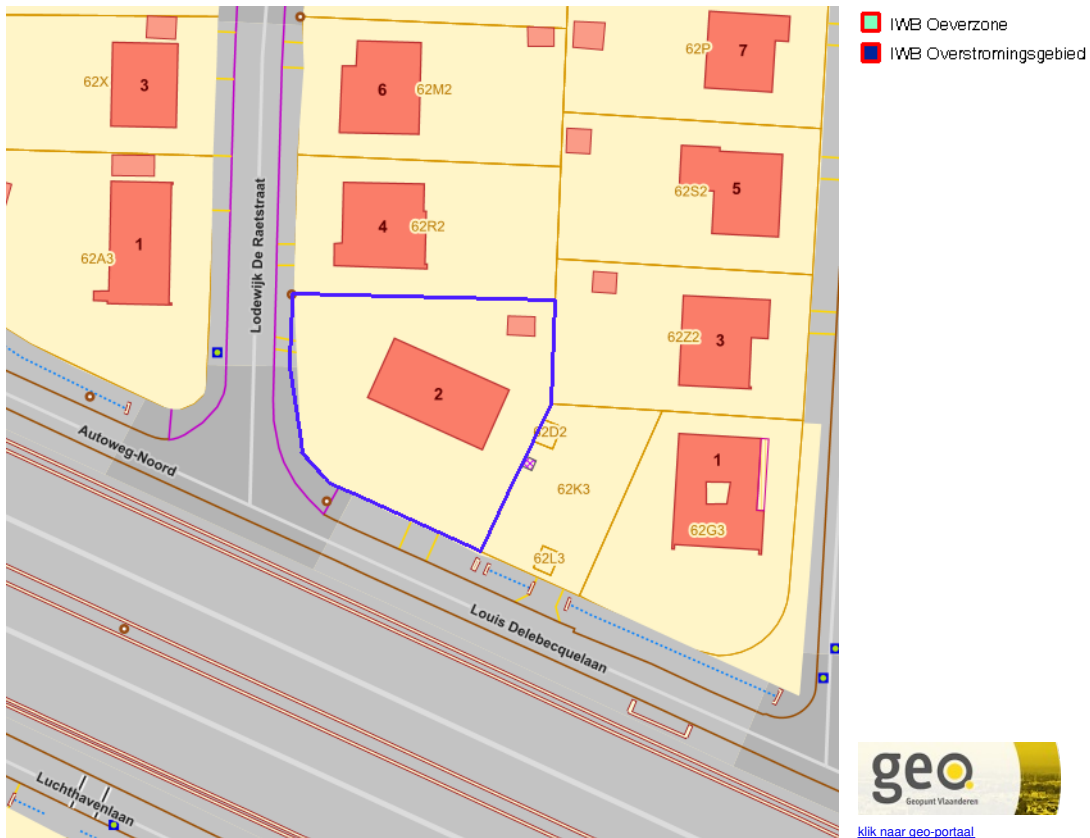 IWB Oeverzone
IWB Overstromingsgebied
7
62P
3
62X
6
62M2
5
62S2
4
62R2
1
62A3
Lodewijk De Raetstraat
3
62Z2
2
62D2
1
62K3
62G3
62L3
Autoweg-Noord
Louis Delebecquelaan
Luchthavenlaan
geo
Geopunt Vlaanderen
klik naar geo-portaal